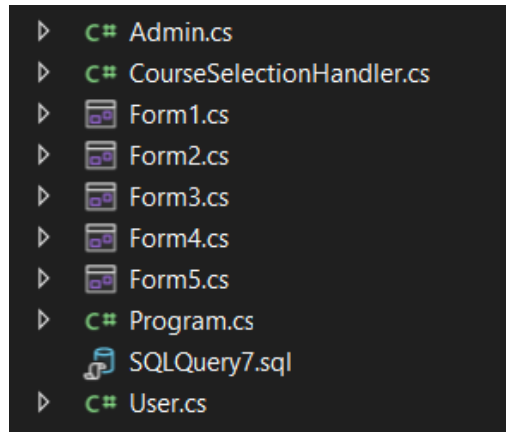 C# Admin.cs
C# CourseSelectionHandler.cs
Form1.cs
Form2.cs
Form3.cs
Form4.cs
Form5.cs
C# Program.cs
SQLQuery7.sql
C# User.cs